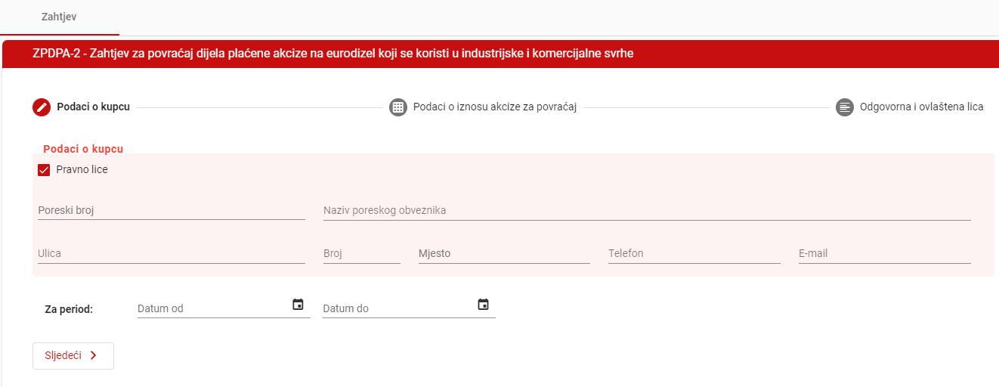 Zahtjev
ZPDPA-2 - Zahtjev za povraćaj dijela plaćene akcize na eurodizel koji se koristi u industrijske i komercijalne svrhe
Podaci o kupcu Podaci o iznosu akcize za povraćaj Odgovorna i ovlaštena lica
Podaci o kupcu
Pravno lice
Poreski broj Naziv poreskog obveznika
Ulica Broj Mjesto Telefon E-mail
Za period: Datum od Datum do
Sljedeći